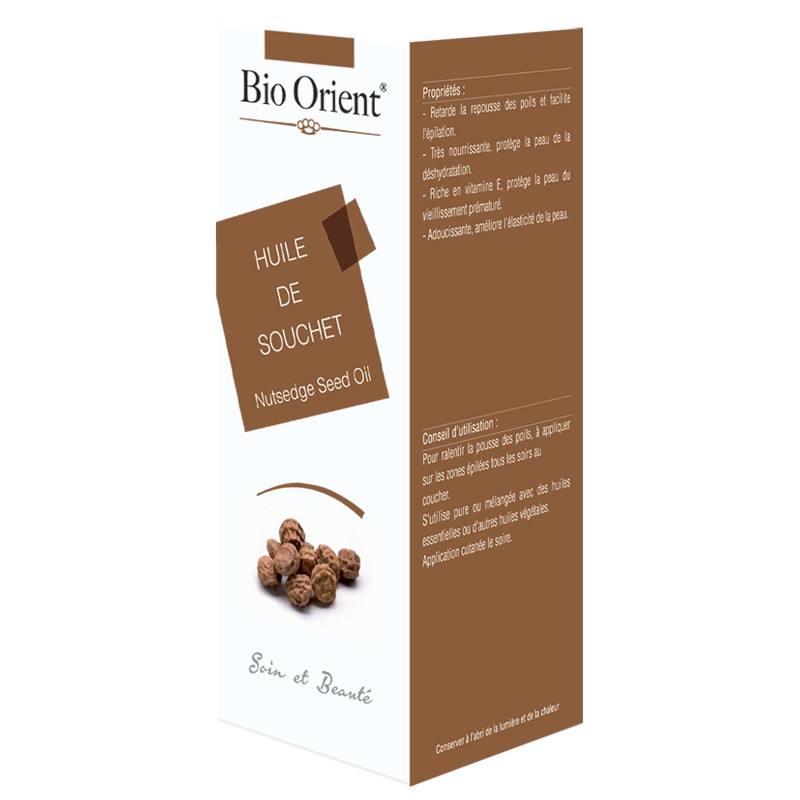 Bio Orient®
HUILE
DE
SOUCHET
Nutsedge Seed Oil
Soin et Beauté
Propriétés :
- Retarde la repousse des poils et facilite
l'épilation.
- Très nourrissante, protège la peau de la
déshydratation.
- Riche en vitamine E, protège la peau du
vieillissement prématuré.
- Adoucissante, améliore l'élasticité de la peau.
Conseil d'utilisation :
Pour ralentir la pousse des poils, à appliquer
sur les zones épilées tous les soirs au
coucher.
S'utilise pure ou mélangée avec des huiles
essentielles ou d'autres huiles végétales.
Application cutanée le soire.
Conserver à l'abri de la lumière et de la chaleur